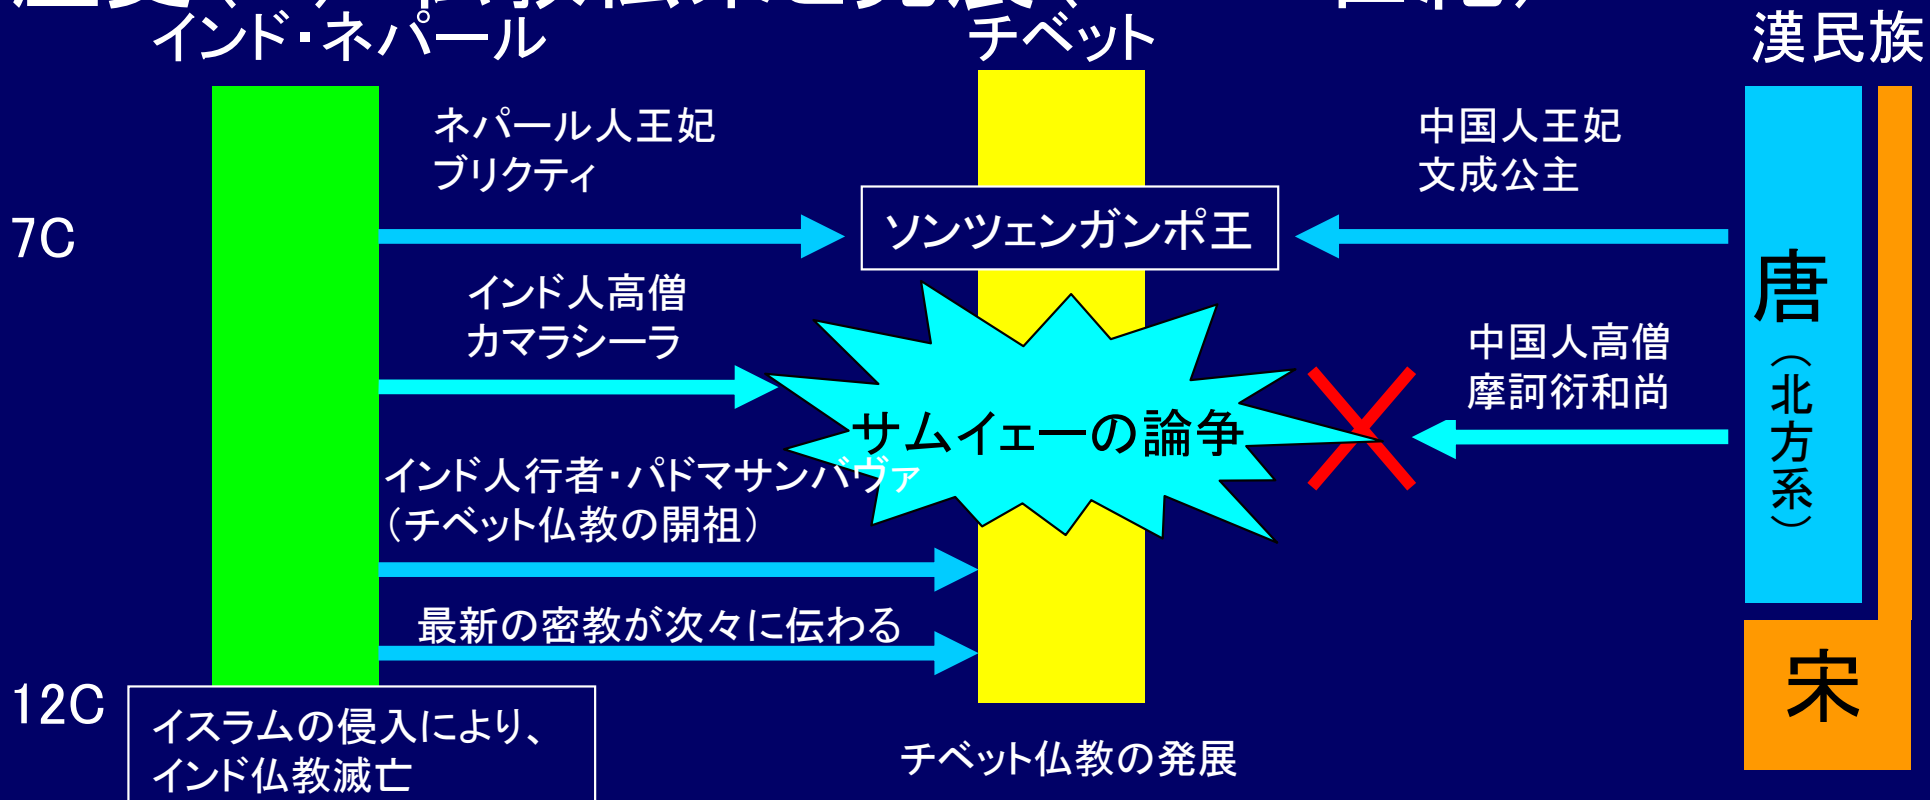 インド・ネパール
チベット
漢民族
ネパール人王妃
ブリクティ
中国人王妃
文成公主
7C
ソンツェンガンポ王
インド人高僧
カマラシーラ
唐（北方系）
中国人高僧
摩訶衍和尚
サムイェーの論争
インド人行者・パドマサンバヴァ
（チベット仏教の開祖）
最新の密教が次々に伝わる
12C
宋
イスラムの侵入により、
インド仏教滅亡
チベット仏教の発展